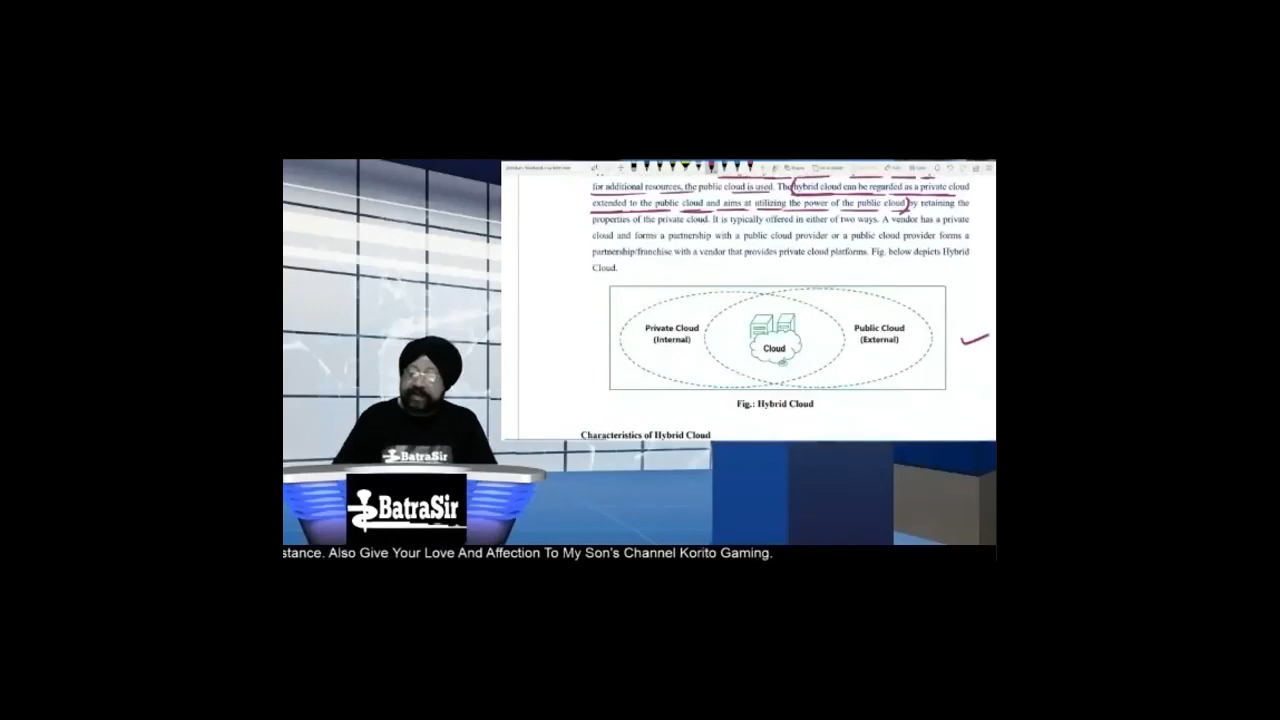 for additional resources, the public cloud is used. The hybrid cloud can be regarded as a private cloud
extended to the public cloud and aims at utilizing the power of the public cloud by retaining the
properties of the private cloud. It is typically offered in either of two ways. A vendor has a private
cloud and forms a partnership with a public cloud provider or a public cloud provider forms a
partnership/franchise with a vendor that provides private cloud platforms. Fig. below depicts Hybrid
Cloud.
Private Cloud
(Internal)
Cloud
Public Cloud
(External)
Fig.: Hybrid Cloud
Characteristics of Hybrid Cloud
BatraSir
BatraSir
stance. Also Give Your Love And Affection To My Son's Channel Korito Gaming.